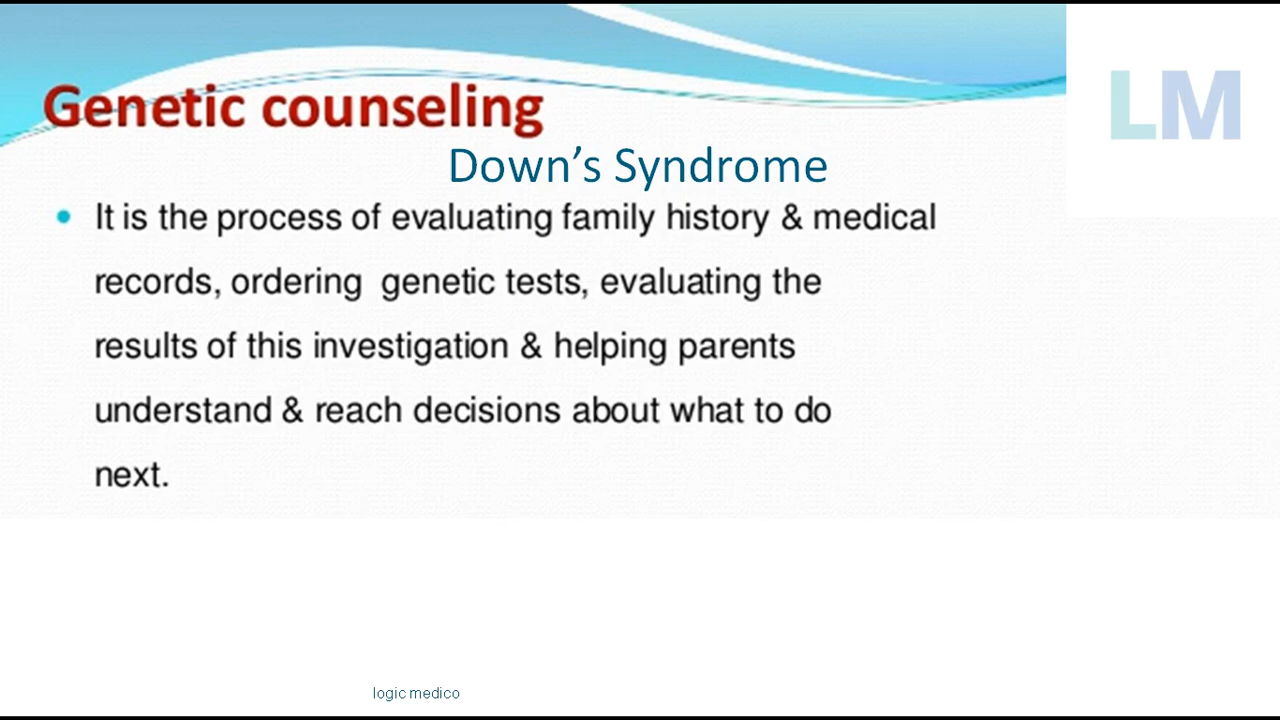 LM
Genetic counseling
Down's Syndrome
• It is the process of evaluating family history & medical
records, ordering genetic tests, evaluating the
results of this investigation & helping parents
understand & reach decisions about what to do
next.
logic medico